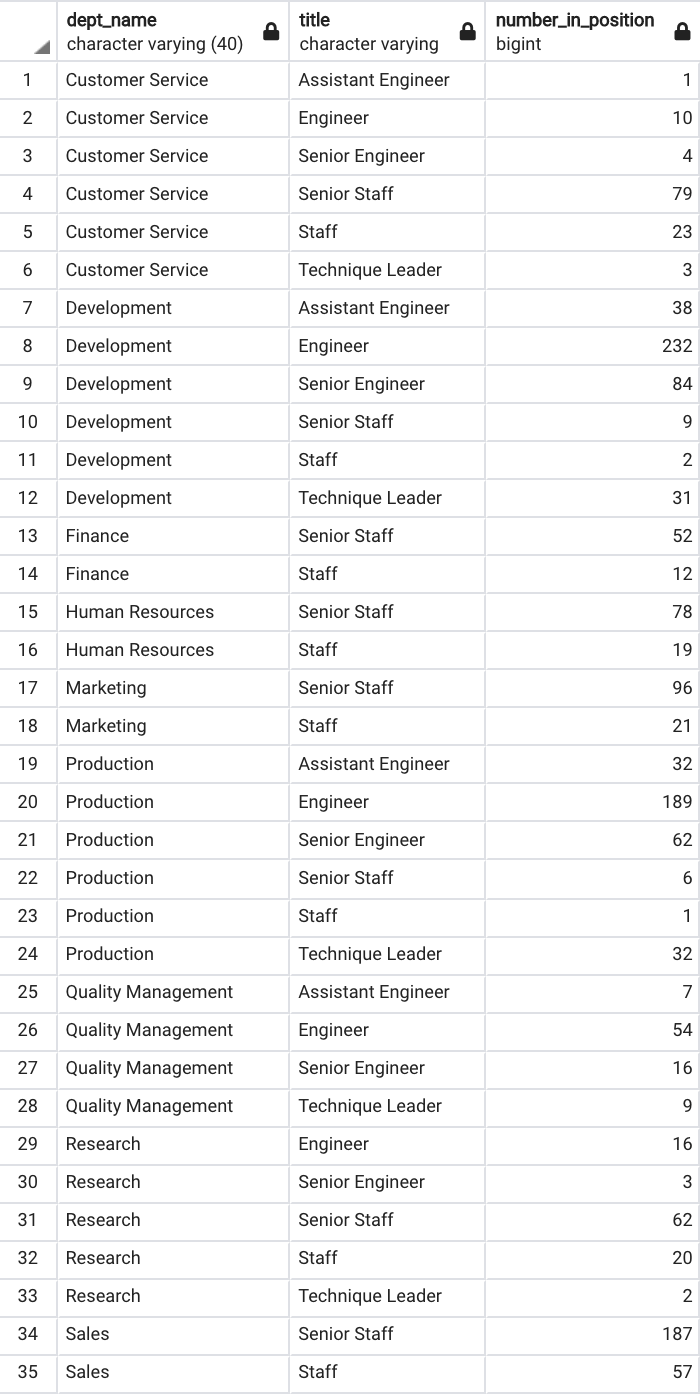 dept_name title number_in_position
character varying (40) character varying bigint
1 Customer Service Assistant Engineer 1
2 Customer Service Engineer 10
3 Customer Service Senior Engineer 4
4 Customer Service Senior Staff 79
5 Customer Service Staff 23
6 Customer Service Technique Leader 3
7 Development Assistant Engineer 38
8 Development Engineer 232
9 Development Senior Engineer 84
10 Development Senior Staff 9
11 Development Staff 2
12 Development Technique Leader 31
13 Finance Senior Staff 52
14 Finance Staff 12
15 Human Resources Senior Staff 78
16 Human Resources Staff 19
17 Marketing Senior Staff 96
18 Marketing Staff 21
19 Production Assistant Engineer 32
20 Production Engineer 189
21 Production Senior Engineer 62
22 Production Senior Staff 6
23 Production Staff 1
24 Production Technique Leader 32
25 Quality Management Assistant Engineer 7
26 Quality Management Engineer 54
27 Quality Management Senior Engineer 16
28 Quality Management Technique Leader 9
29 Research Engineer 16
30 Research Senior Engineer 3
31 Research Senior Staff 62
32 Research Staff 20
33 Research Technique Leader 2
34 Sales Senior Staff 187
35 Sales Staff 57